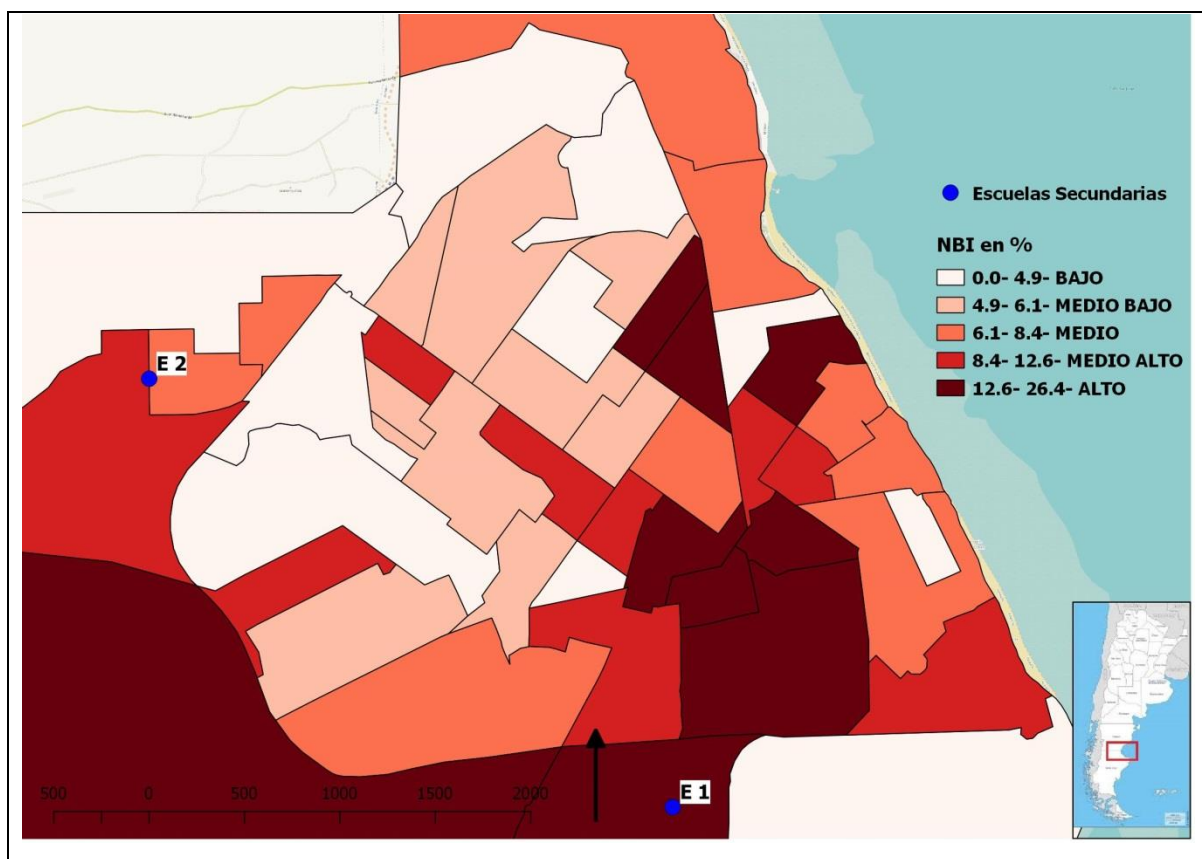 Escuelas Secundarias
NBI en %
0.0- 4.9- BAJO
4.9- 6.1- MEDIO BAJO
6.1- 8.4- MEDIO
8.4- 12.6- MEDIO ALTO
12.6- 26.4- ALTO
E 2
E 1
500 0 500 1000 1500 2000